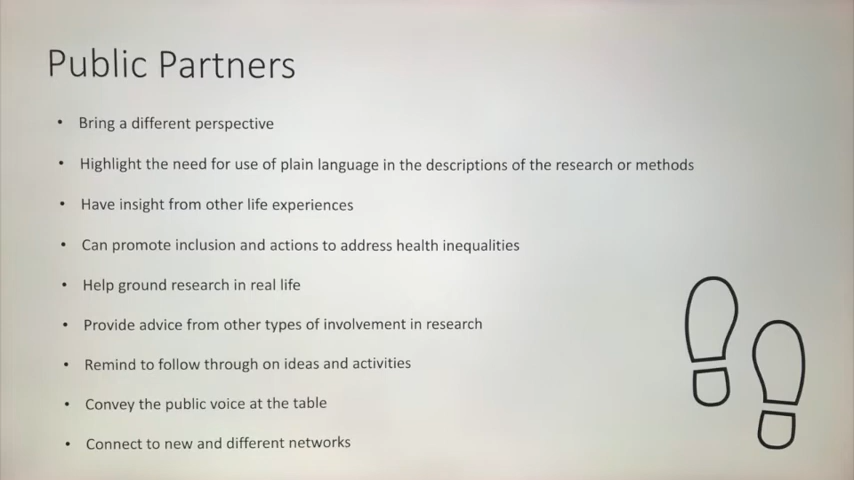 Public Partners
• Bring a different perspective
• Highlight the need for use of plain language in the descriptions of the research or methods
• Have insight from other life experiences
• Can promote inclusion and actions to address health inequalities
• Help ground research in real life
• Provide advice from other types of involvement in research
• Remind to follow through on ideas and activities
• Convey the public voice at the table
• Connect to new and different networks